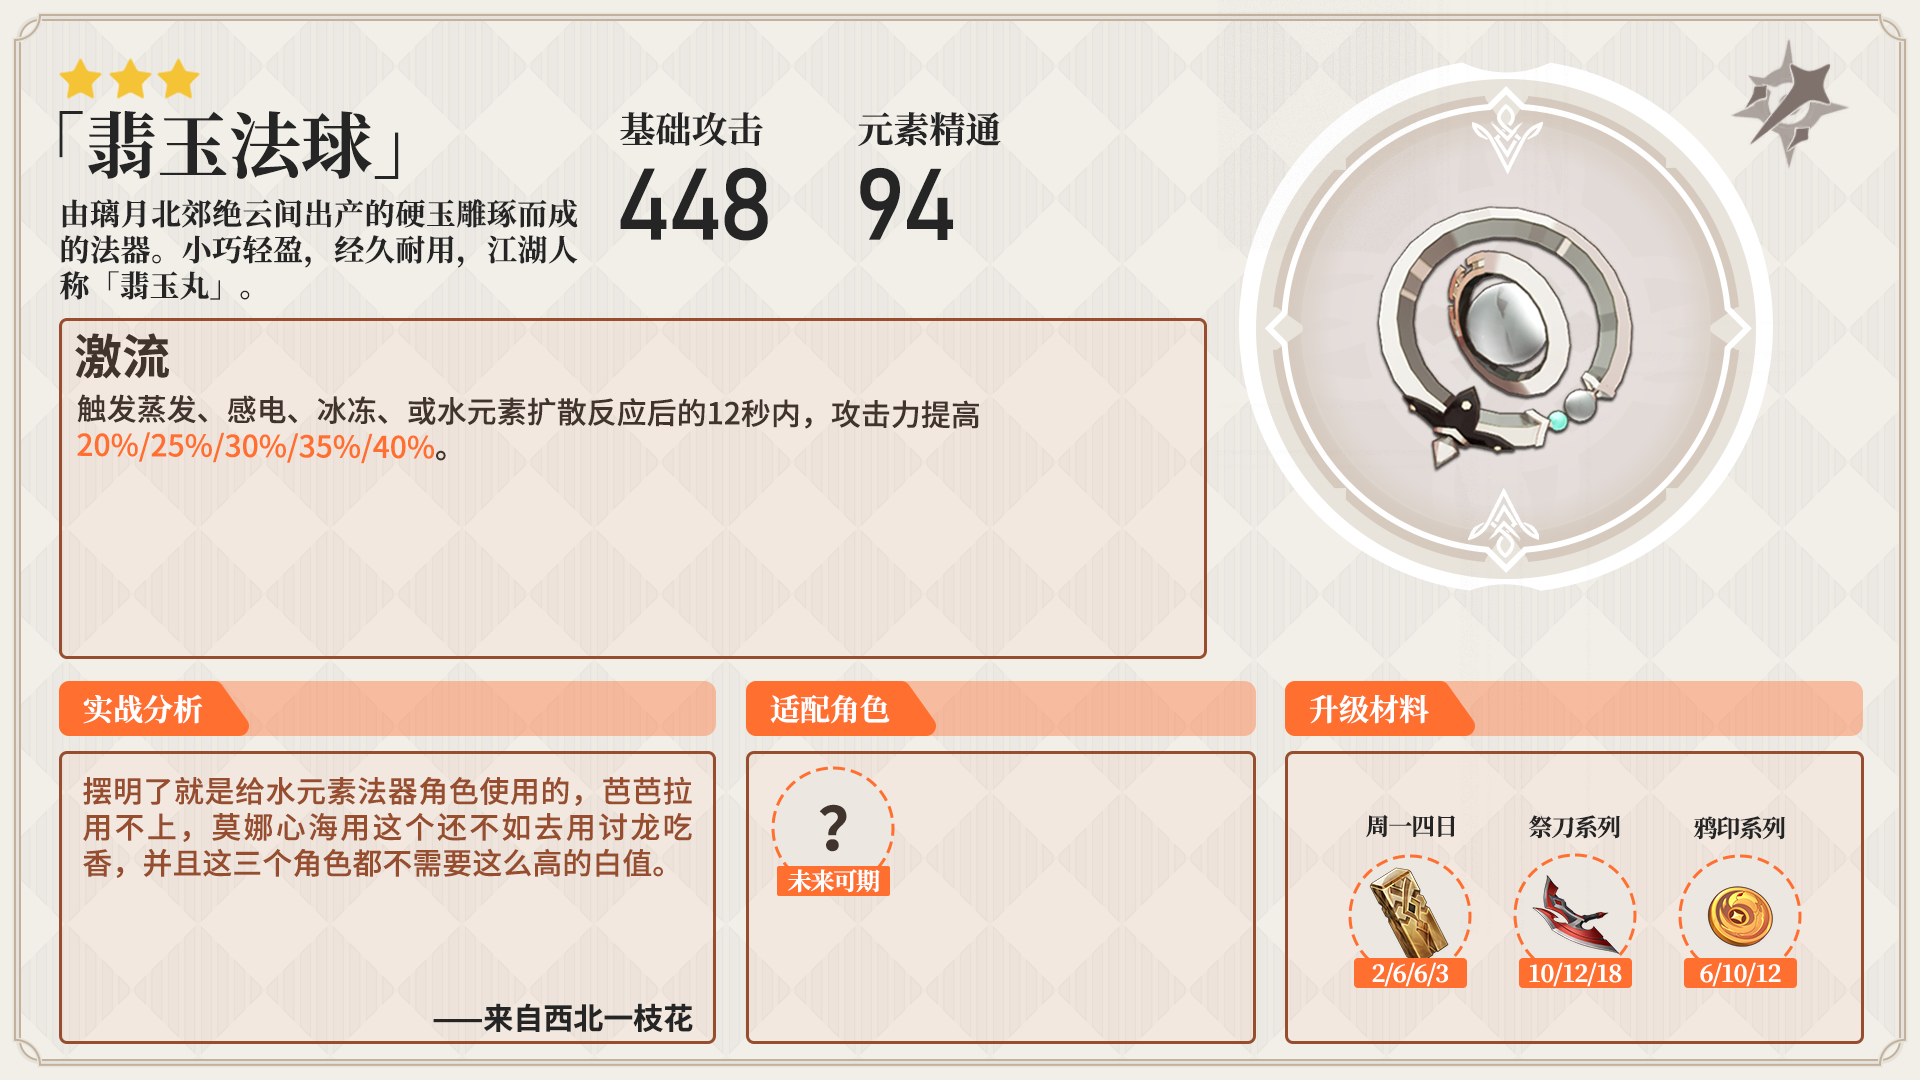 「翡翠法球」
基础攻击
元素精通
448
94
由璃月北郊绝云间出产的硬玉雕琢而成
的法器。小巧轻盈，经久耐用，江湖人
称「翡玉丸」。
激流
触发蒸发、感电、冰冻、或水元素扩散反应后的12秒内，攻击力提高
20%/25%/30%/35%/40%。
实战分析
适配角色
升级材料
摆明了就是给水元素法器角色使用的，芭芭拉
用不上，莫娜心海用这个还不如去用讨龙吃
香，并且这三个角色都不需要这么高的白值。
——来自西北一枝花
?
未来可期
周一四日
祭刀系列
鸦印系列
2/6/6/3
10/12/18
6/10/12